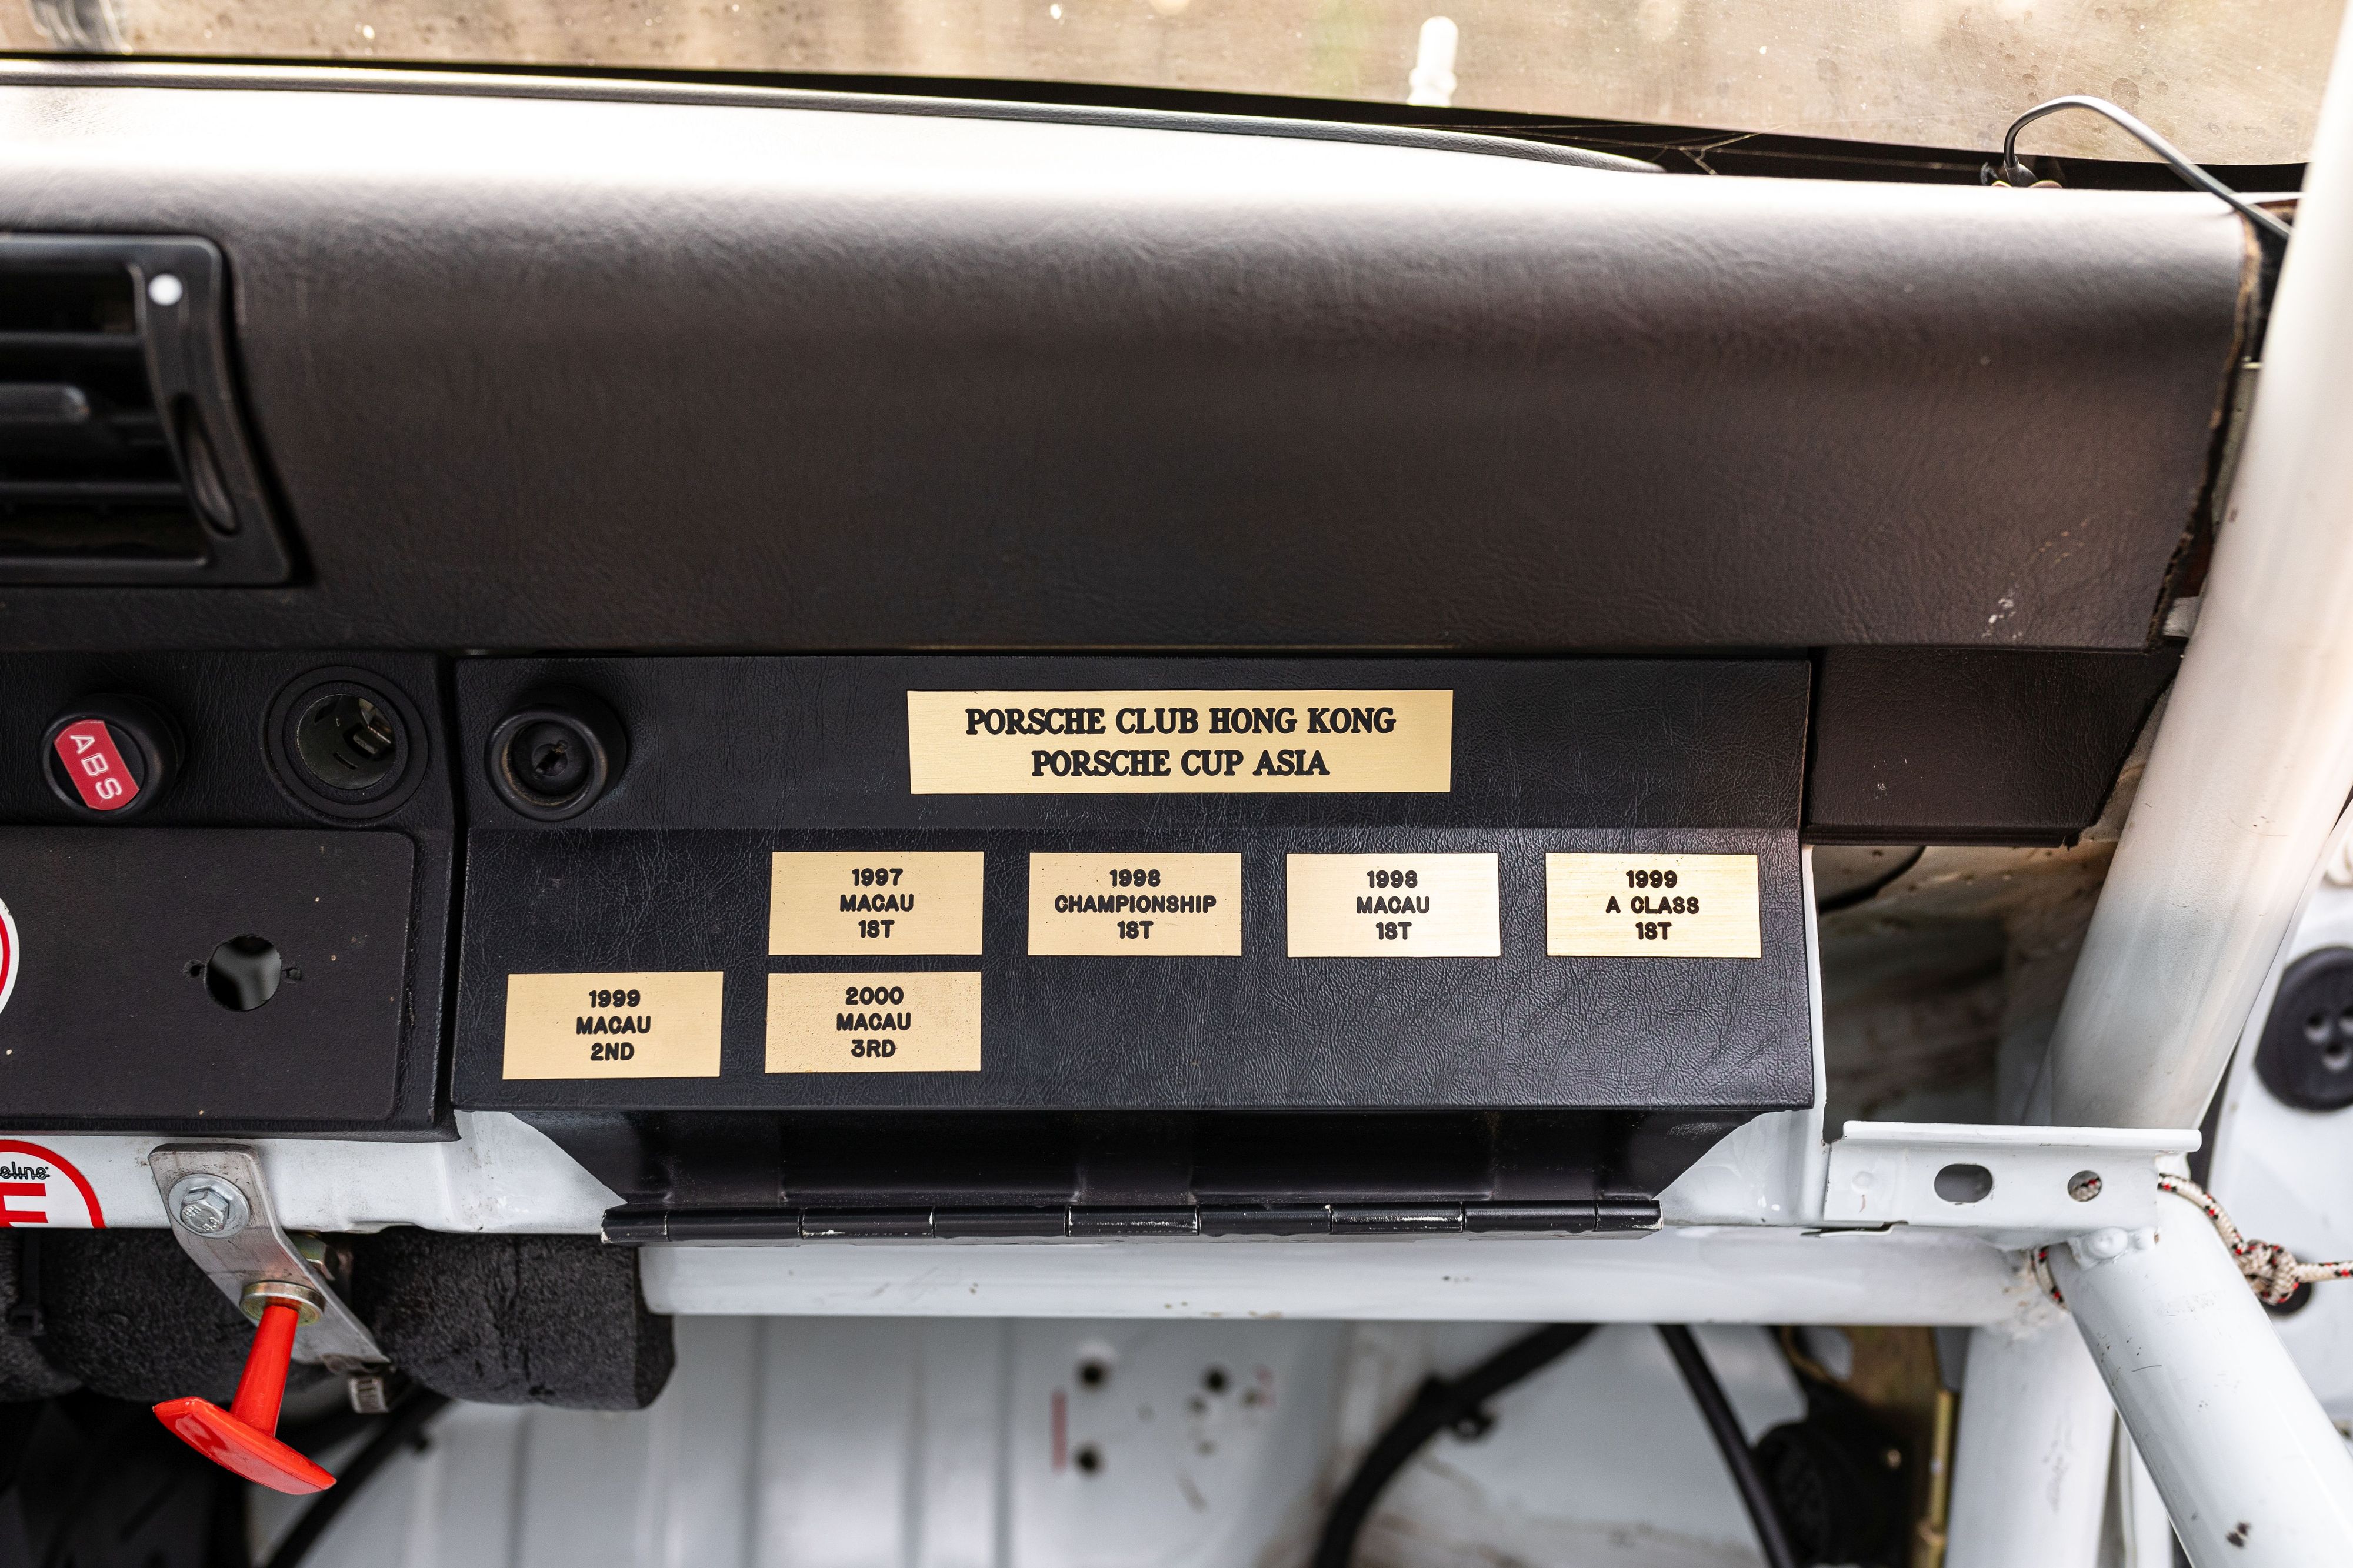 PORSCHE CLUB HONG KONG
PORSCHE CUP ASIA
ABS
1997
MACAU
1ST
1998
CHAMPIONSHIP
1ST
1998
MACAU
1ST
1999
A CLASS
1ST
1999
MACAU
2ND
2000
MACAU
3RD
eline
E